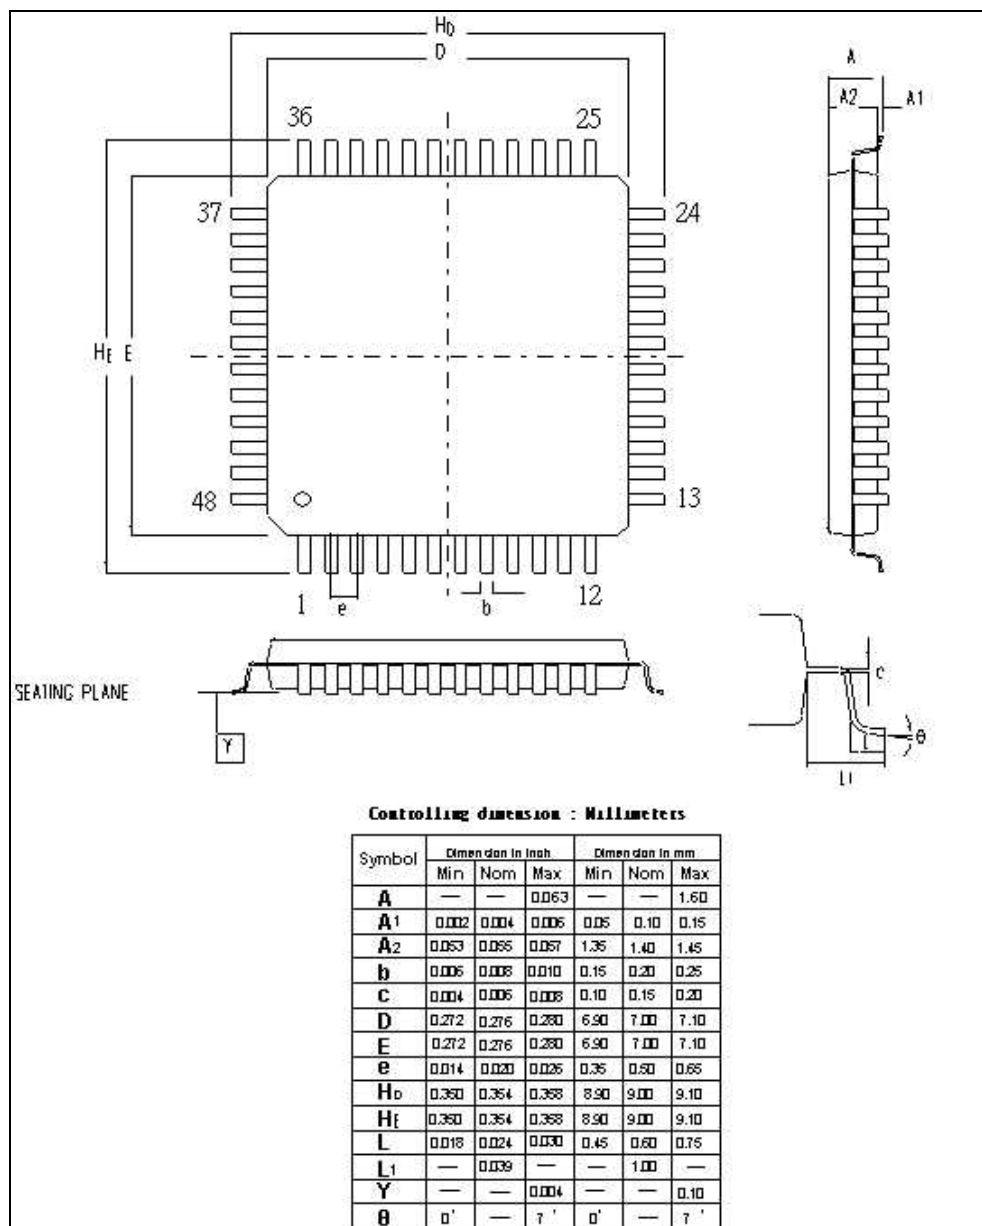 HD
D
A
A2 A1
36 25
37 24
HE E
48 13
1 e b 12
SEATING PLANE
Y
C
θ
L
L1
Controlling dimension : Millimeters
Symbol Dimension in inch Dimension in mm
Min Nom Max Min Nom Max
A — — 0.063 — — 1.60
A1 0.002 0.004 0.006 0.05 0.10 0.15
A2 0.053 0.055 0.057 1.35 1.40 1.45
b 0.006 0.008 0.010 0.15 0.20 0.25
c 0.004 0.006 0.008 0.10 0.15 0.20
D 0.272 0.276 0.280 6.90 7.00 7.10
E 0.272 0.276 0.280 6.90 7.00 7.10
e 0.014 0.020 0.026 0.35 0.50 0.65
HD 0.350 0.354 0.358 8.90 9.00 9.10
HE 0.350 0.354 0.358 8.90 9.00 9.10
L 0.018 0.024 0.030 0.45 0.60 0.75
L1 — 0.039 — — 1.00 —
Y — — 0.004 — — 0.10
θ 0° — 7° 0° — 7°